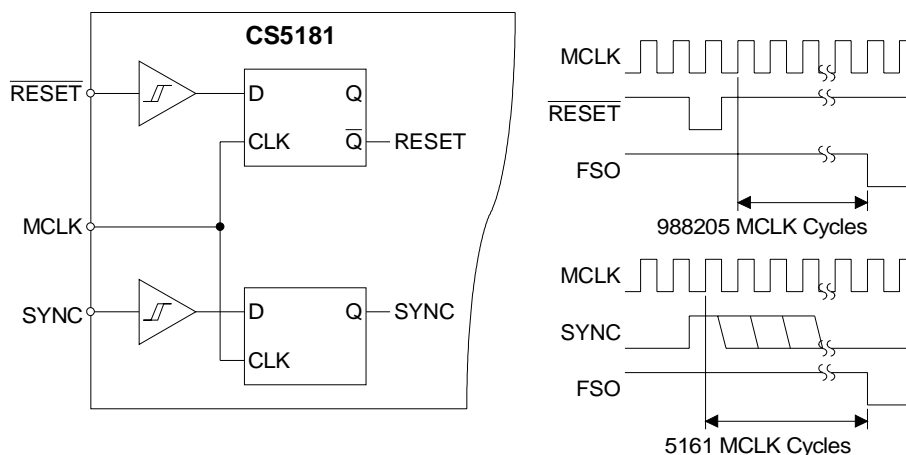 CS5181
RESET
D
Q
CLK
Q
RESET
MCLK
SYNC
D
Q
SYNC
CLK
MCLK
RESET
FSO
988205 MCLK Cycles
MCLK
SYNC
FSO
5161 MCLK Cycles